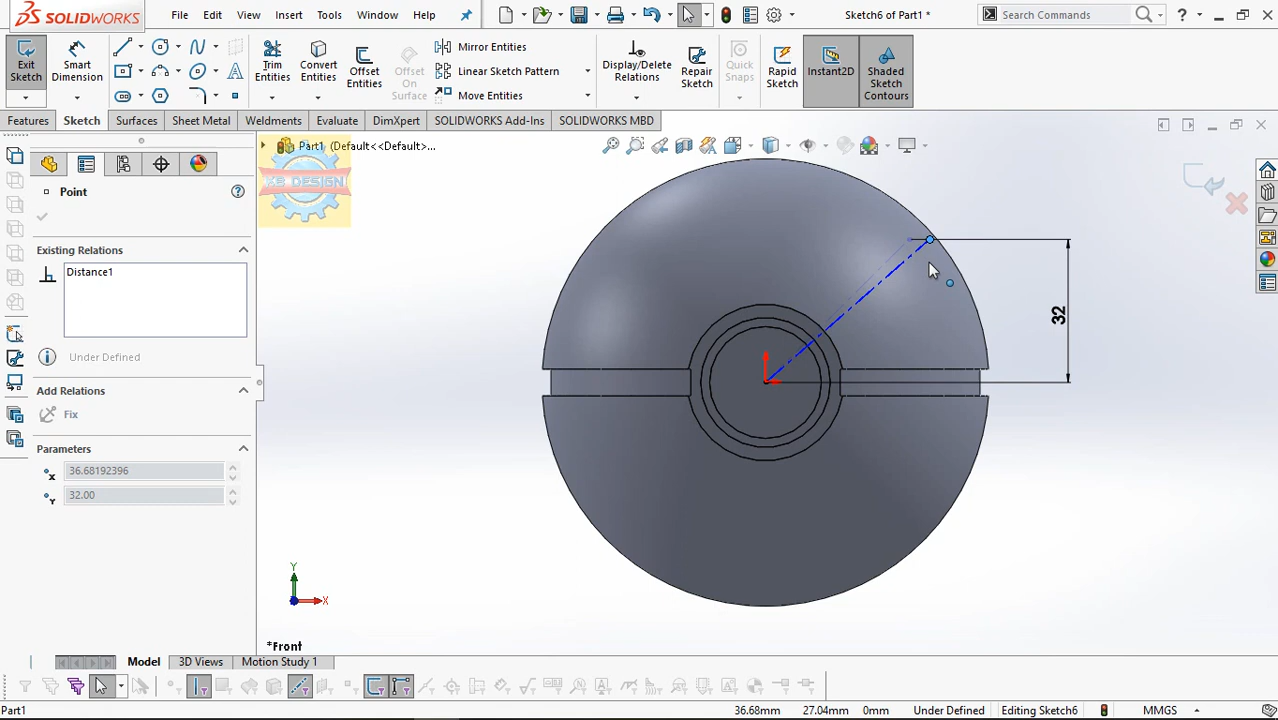 SOLIDWORKS
File Edit View Insert Tools Window Help
Sketch6 of Part1 *
Search Commands
?
Exit Sketch
Smart Dimension
Trim Entities
Convert Entities
Offset Entities
Offset On Surface
Mirror Entities
Linear Sketch Pattern
Move Entities
Display/Delete Relations
Repair Sketch
Quick Snaps
Rapid Sketch
Instant2D
Shaded Sketch Contours
Features Sketch Surfaces Sheet Metal Weldments Evaluate DimXpert SOLIDWORKS Add-Ins SOLIDWORKS MBD
Part1 (Default<<Default>...
DESIGN
Point
Existing Relations
Distance1
Under Defined
Add Relations
Fix
Parameters
36.68192396
32.00
32
Y
X
*Front
Model 3D Views Motion Study 1
Part1
36.68mm 27.04mm 0mm Under Defined Editing Sketch6 MMGS